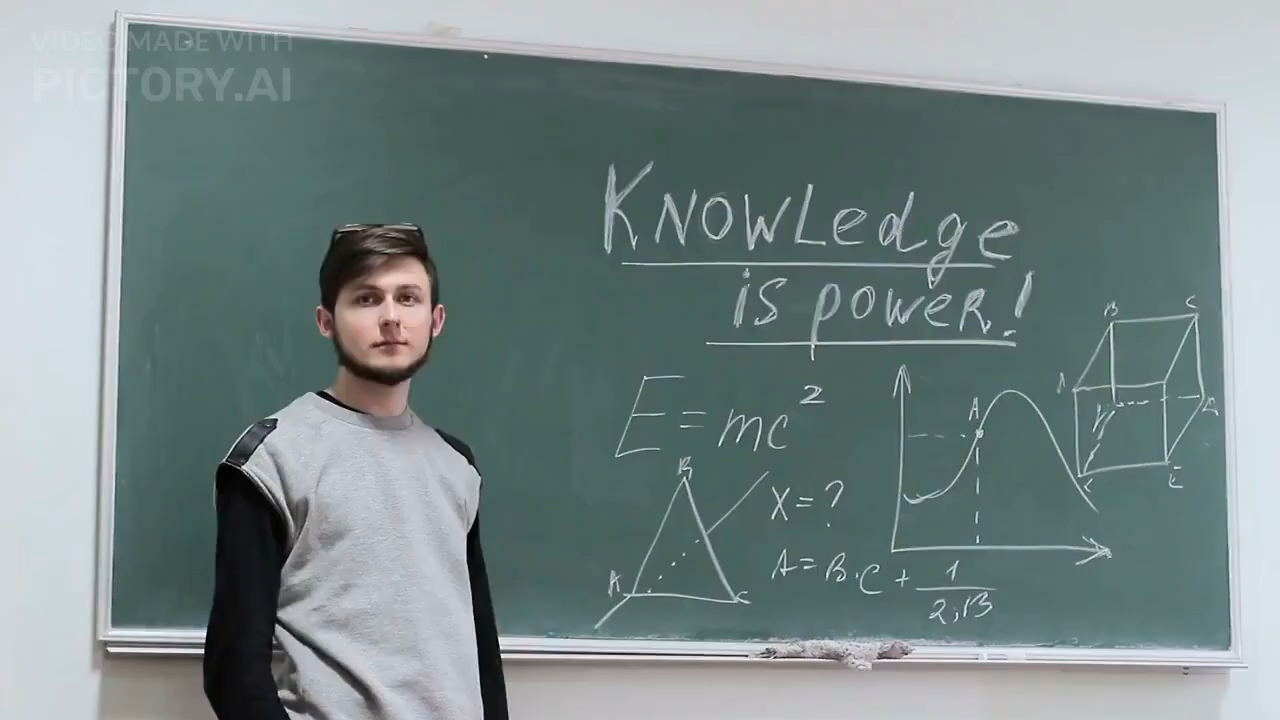 VIDEO MADE WITH
PICTORY.AI
Knowledge
is power!
E = mc²
B
X = ?
A
C
A = B.C + 1/2,13
A
B
C
A
E